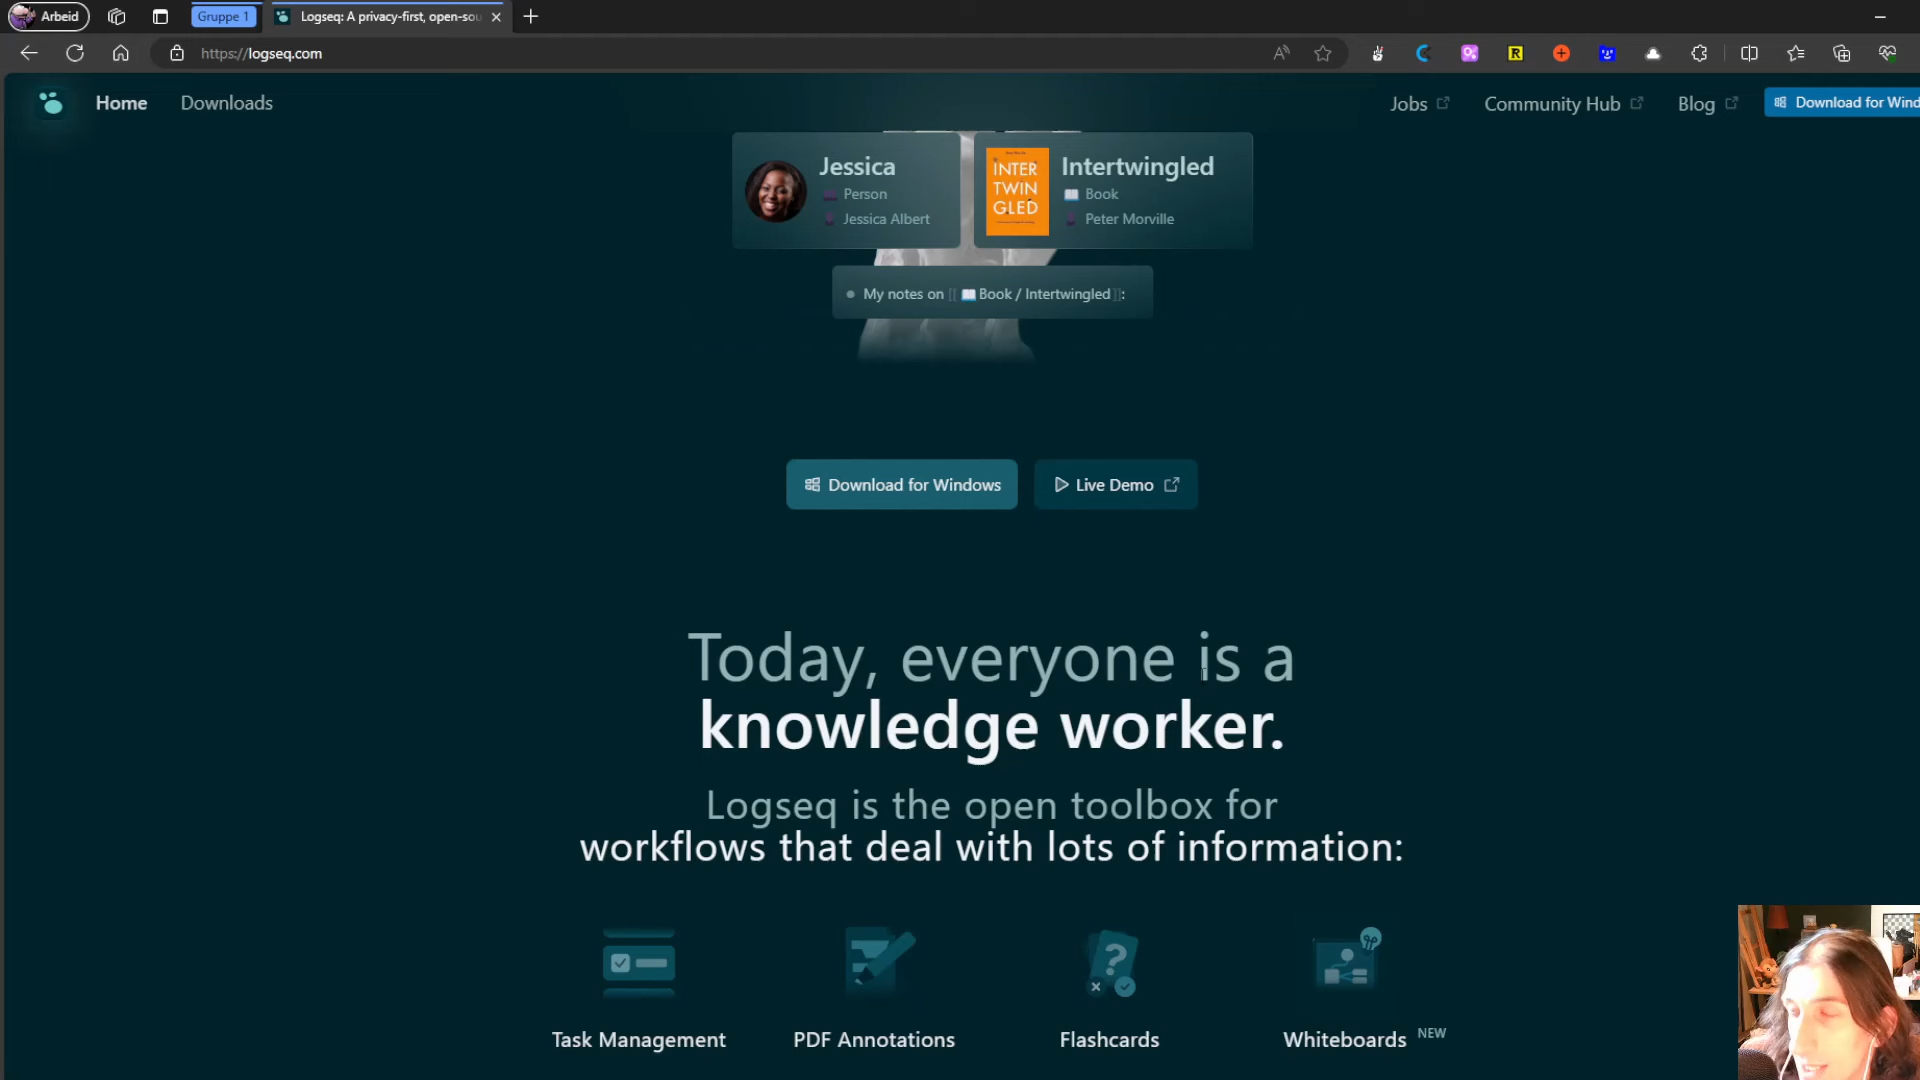 Arbeid
Gruppe 1
Logseq: A privacy-first, open-sou
https://logseq.com
Home
Downloads
Jobs
Community Hub
Blog
Download for Wind
Jessica
Person
Jessica Albert
INTER
TWIN
GLED
Intertwingled
Book
Peter Morville
My notes on [[ Book / Intertwingled]]:
Download for Windows
Live Demo
Today, everyone is a
knowledge worker.
Logseq is the open toolbox for
workflows that deal with lots of information:
Task Management
PDF Annotations
Flashcards
Whiteboards NEW